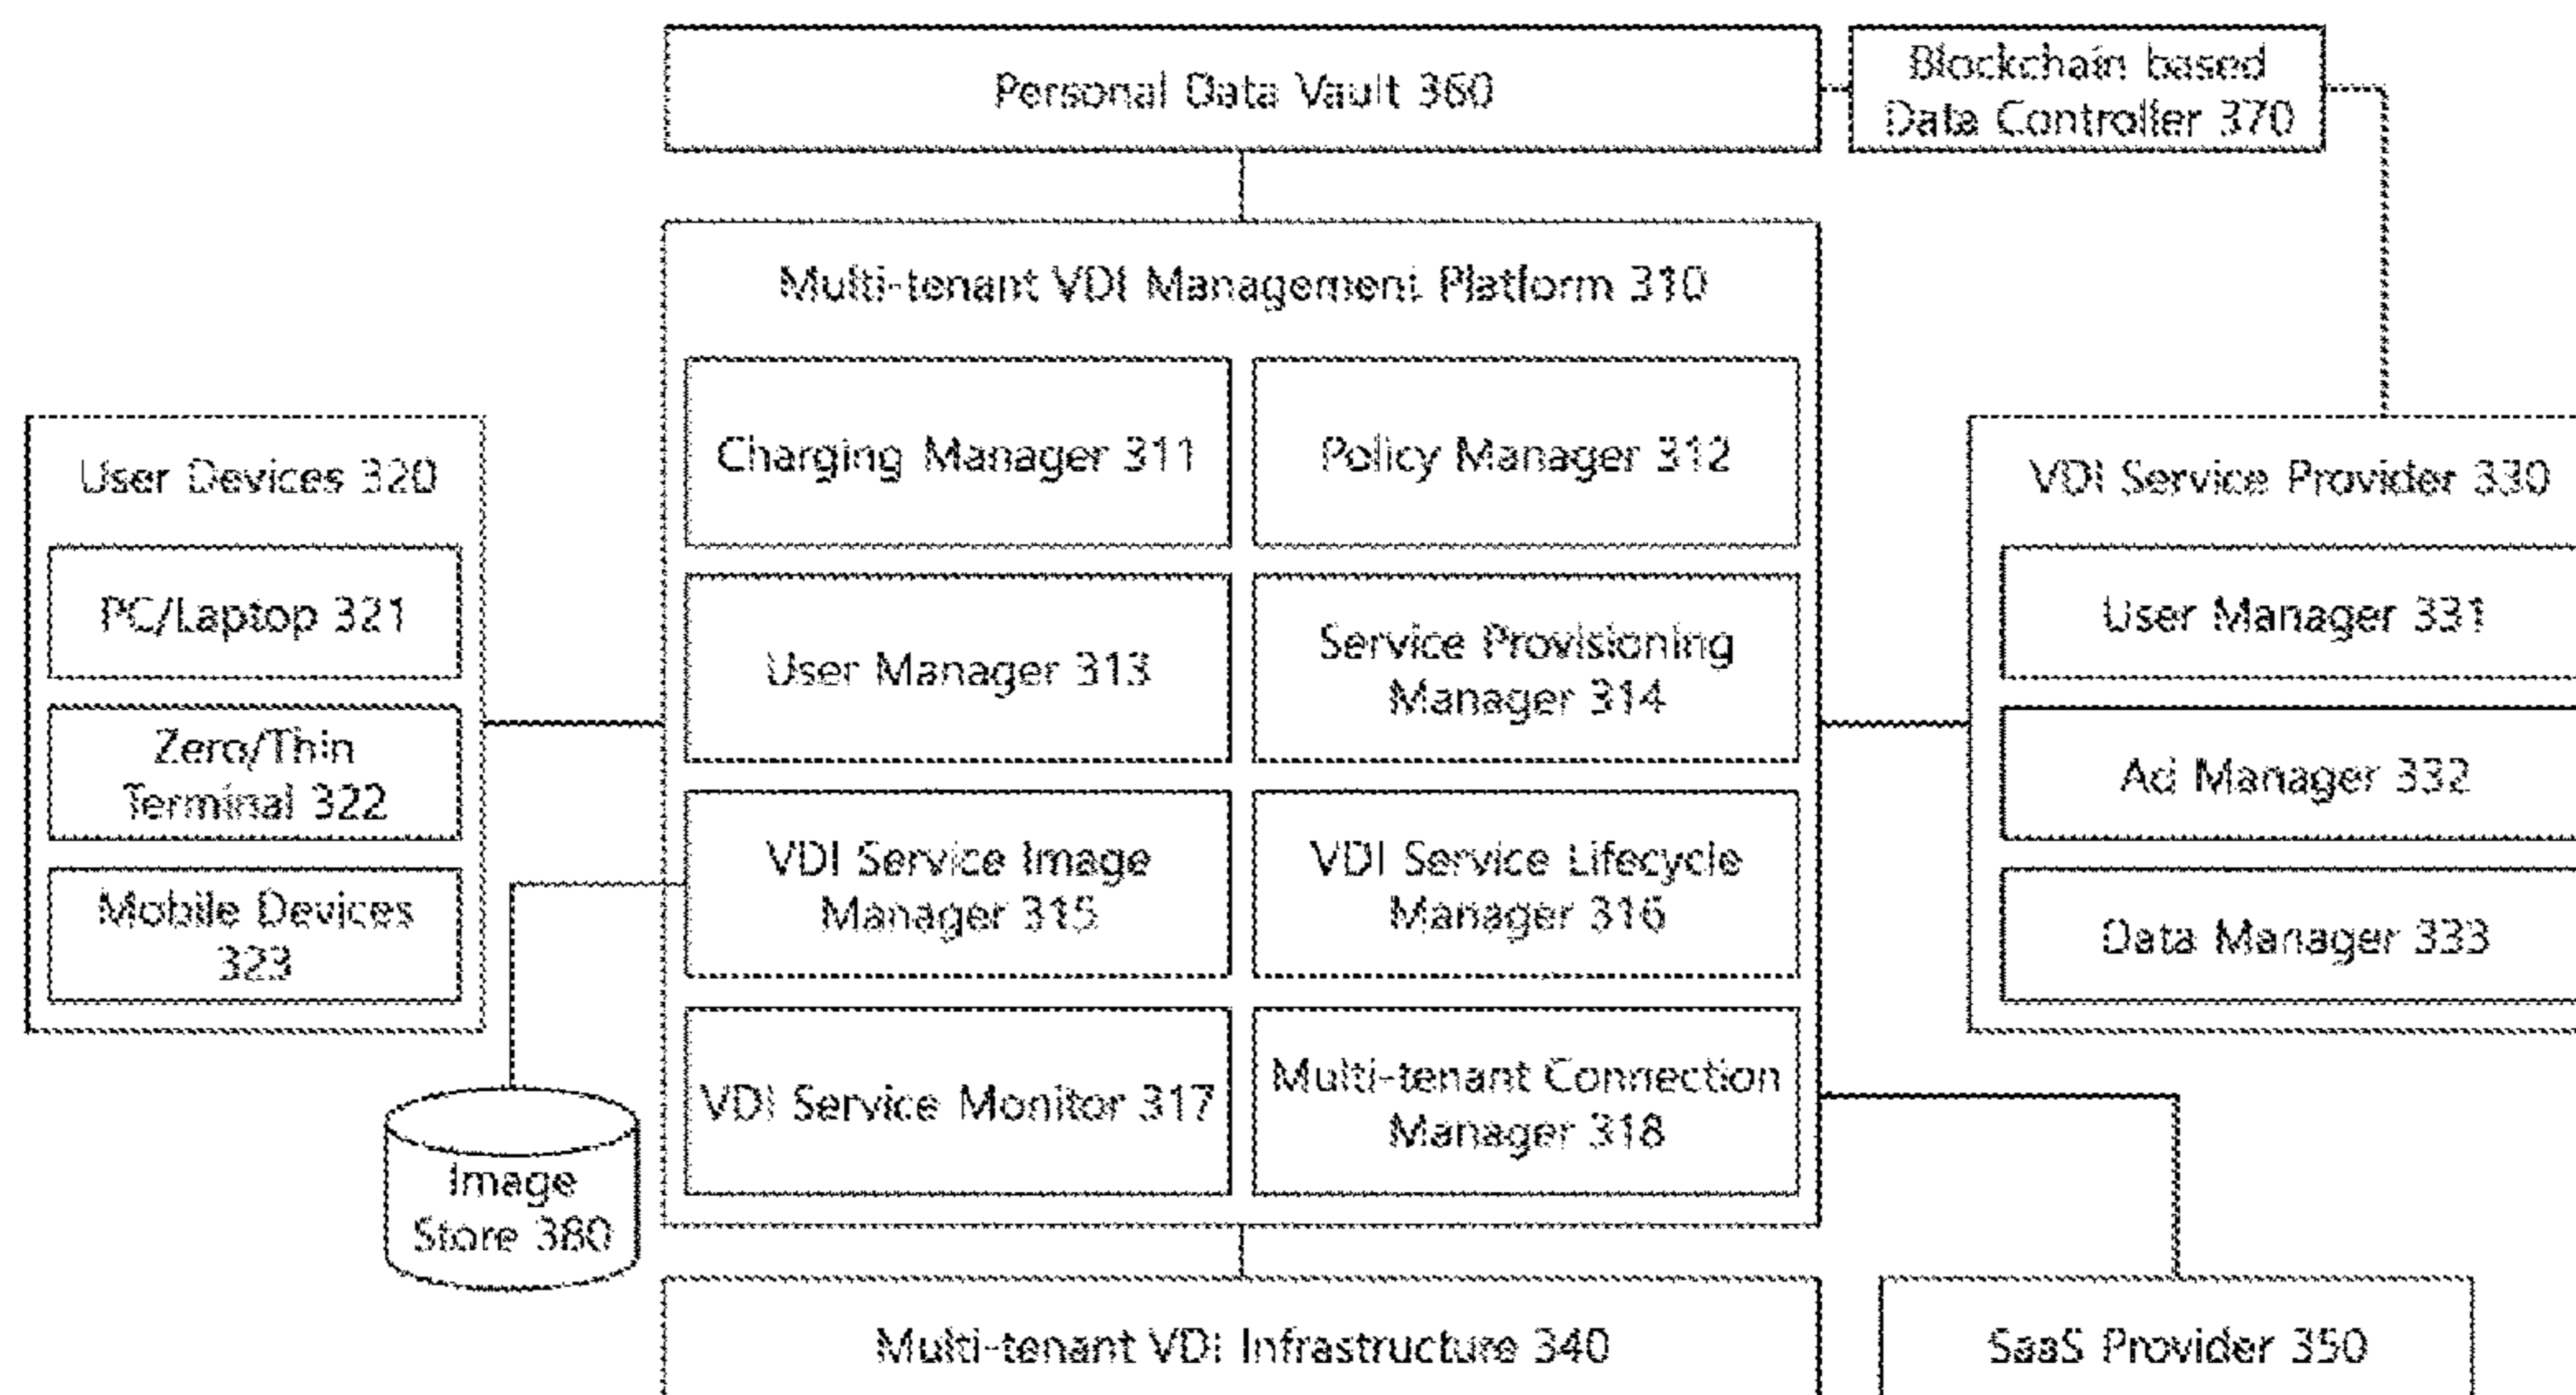 Personal Data Vault 360
Blockchain based
Data Controller 370
Multi-tenant VDI Management Platform 310
Charging Manager 311
Policy Manager 312
User Manager 313
Service Provisioning
Manager 314
VDI Service Image
Manager 315
VDI Service Lifecycle
Manager 316
VDI Service Monitor 317
Multi-tenant Connection
Manager 318
User Devices 320
PC/Laptop 321
Zero/Thin
Terminal 322
Mobile Devices
323
VDI Service Provider 330
User Manager 331
Ad Manager 332
Data Manager 333
Image
Store 380
Multi-tenant VDI Infrastructure 340
SaaS Provider 350